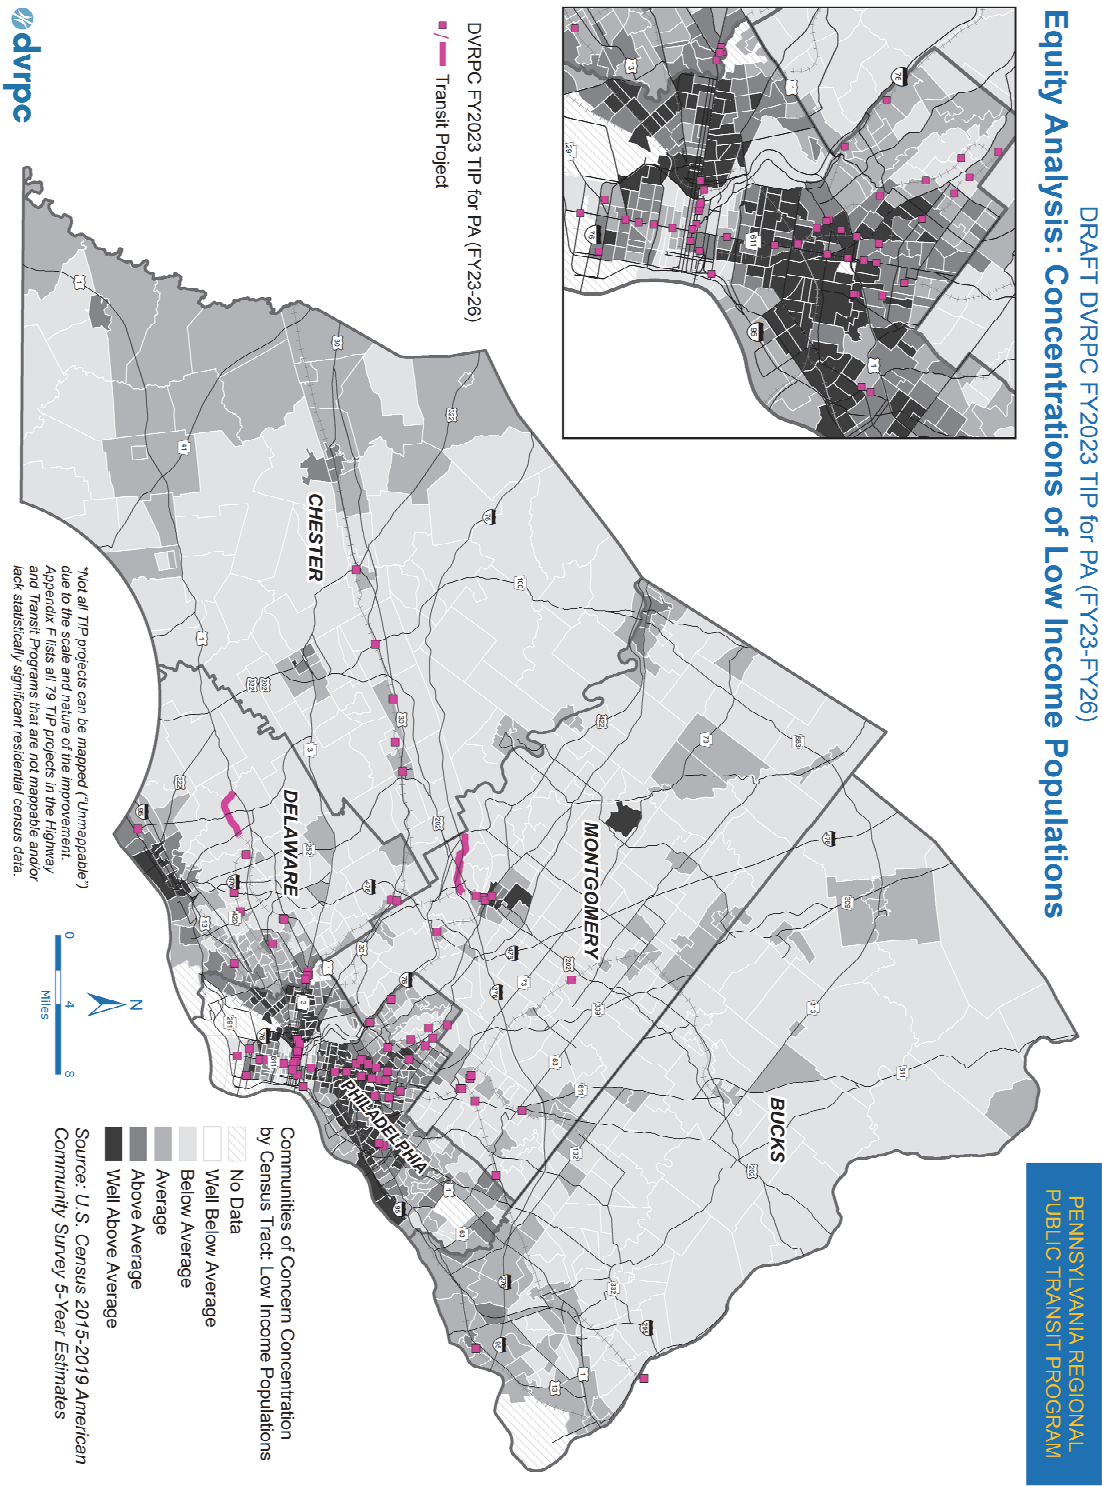 DRAFT DVRPC FY2023 TIP for PA (FY23-FY26)
Equity Analysis: Concentrations of Low Income Populations
PENNSYLVANIA REGIONAL
PUBLIC TRANSIT PROGRAM
DVRPC FY2023 TIP for PA (FY23-26)
Transit Project
BUCKS
MONTGOMERY
CHESTER
DELAWARE
PHILADELPHIA
*Not all TIP projects can be mapped ("Unmappable")
due to the scale and nature of the improvement.
Appendix F lists all 79 TIP projects in the Highway
and Transit Programs that are not mappable and/or
lack statistically significant residential census data.
N
0 4 8
Miles
Communities of Concern Concentration
by Census Tract: Low Income Populations
No Data
Well Below Average
Below Average
Average
Above Average
Well Above Average
Source: U.S. Census 2015-2019 American
Community Survey 5-Year Estimates
dvrpc